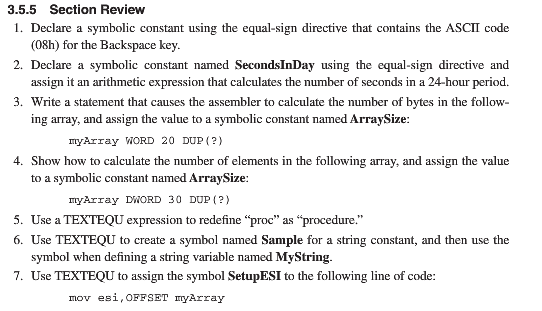 3.5.5 Section Review
1. Declare a symbolic constant using the equal-sign directive that contains the ASCII code
(08h) for the Backspace key.
2. Declare a symbolic constant named SecondsInDay using the equal-sign directive and
assign it an arithmetic expression that calculates the number of seconds in a 24-hour period.
3. Write a statement that causes the assembler to calculate the number of bytes in the follow-
ing array, and assign the value to a symbolic constant named ArraySize:
myArray WORD 20 DUP(?)
4. Show how to calculate the number of elements in the following array, and assign the value
to a symbolic constant named ArraySize:
myArray DWORD 30 DUP(?)
5. Use a TEXTEQU expression to redefine “proc” as “procedure.”
6. Use TEXTEQU to create a symbol named Sample for a string constant, and then use the
symbol when defining a string variable named MyString.
7. Use TEXTEQU to assign the symbol SetupESI to the following line of code:
mov esi,OFFSET myArray